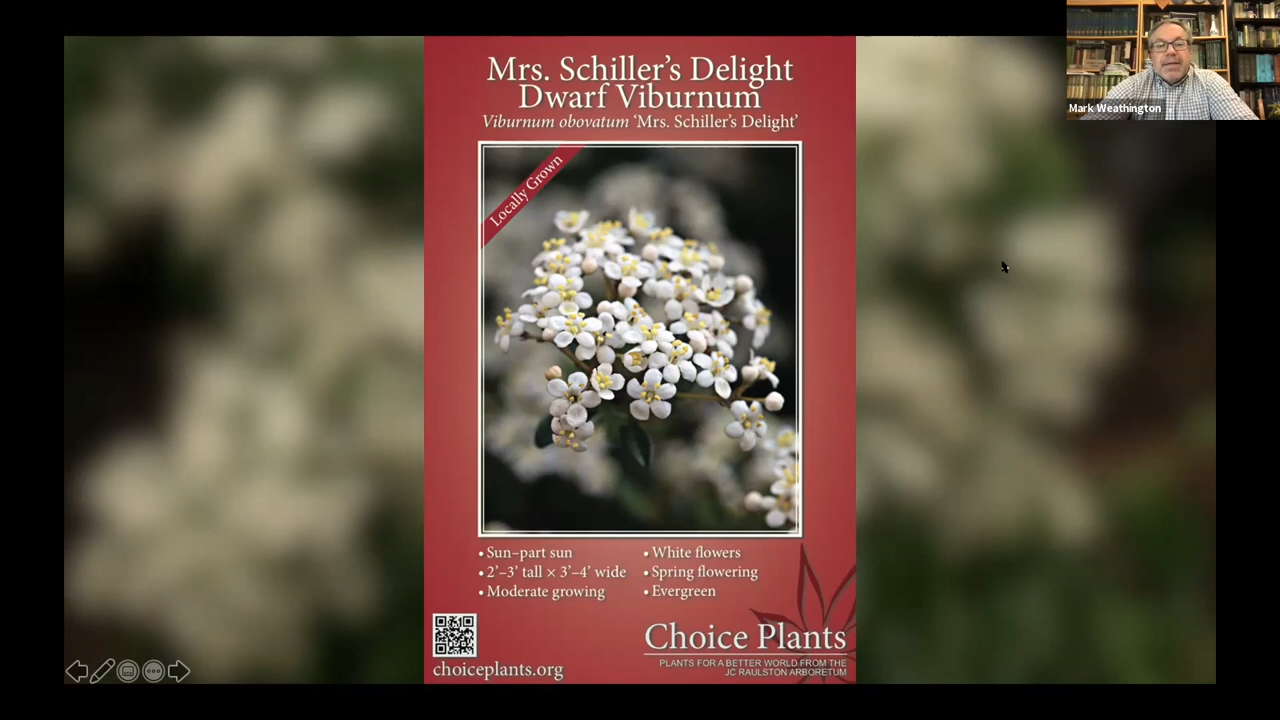 Mrs. Schiller’s Delight
Dwarf Viburnum
Viburnum obovatum ‘Mrs. Schiller’s Delight’
Locally Grown
• Sun–part sun
• 2’–3’ tall × 3’–4’ wide
• Moderate growing
• White flowers
• Spring flowering
• Evergreen
choiceplants.org
Choice Plants
PLANTS FOR A BETTER WORLD FROM THE
JC RAULSTON ARBORETUM
Mark Weathington